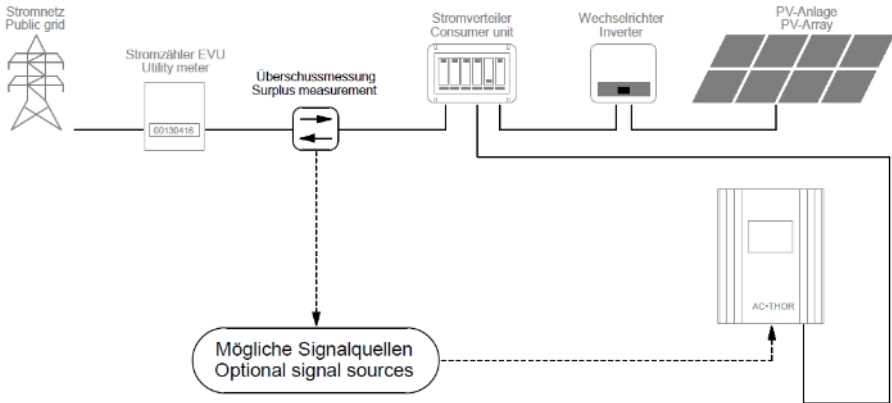 Stromnetz
Public grid
Stromzähler EVU
Utility meter
00130416
Überschussmessung
Surplus measurement
Stromverteiler
Consumer unit
Wechselrichter
Inverter
PV-Anlage
PV-Array
AC•THOR
Mögliche Signalquellen
Optional signal sources